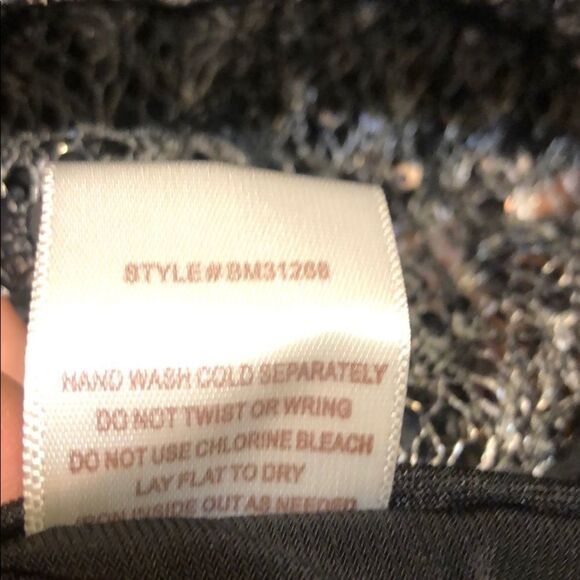 STYLE# BM31266
HAND WASH COLD SEPARATELY
DO NOT TWIST OR WRING
DO NOT USE CHLORINE BLEACH
LAY FLAT TO DRY
IRON INSIDE OUT AS NEEDED